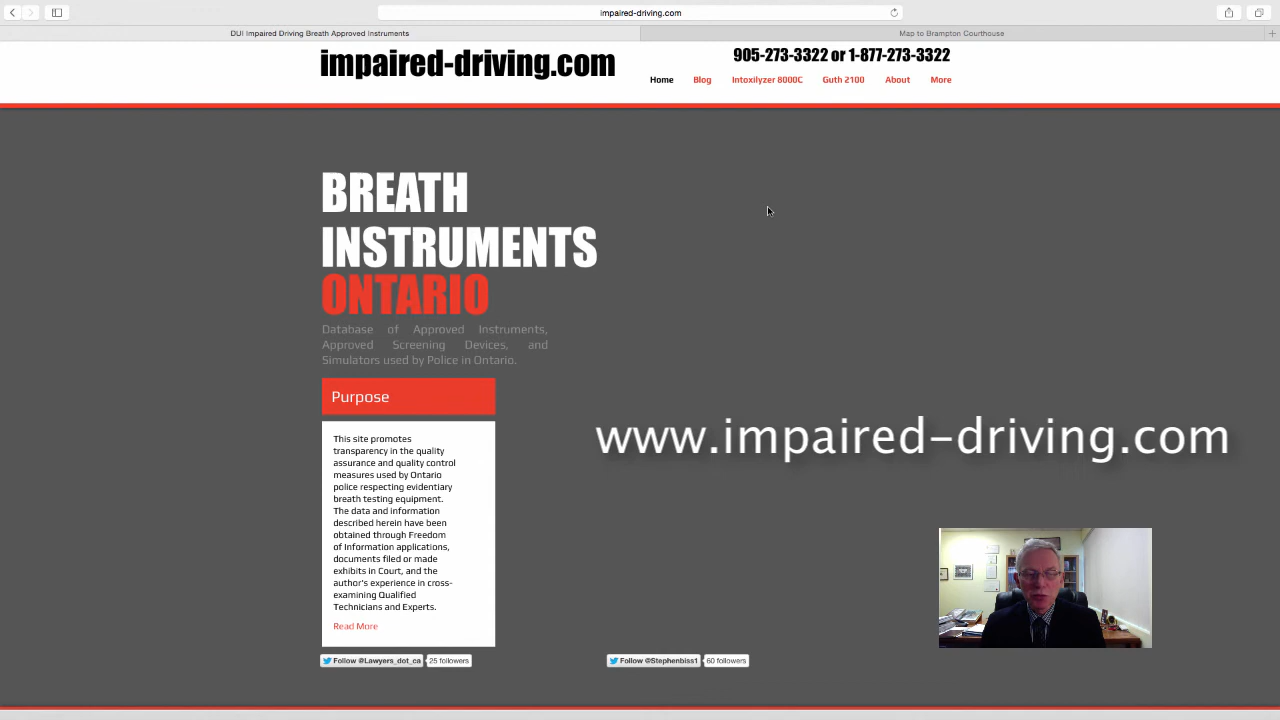 impaired-driving.com
DUI Impaired Driving Breath Approved Instruments
Map to Brampton Courthouse
impaired-driving.com
905-273-3322 or 1-877-273-3322
Home Blog Intoxilyzer 8000C Guth 2100 About More
BREATH
INSTRUMENTS
ONTARIO
Database of Approved Instruments,
Approved Screening Devices, and
Simulators used by Police in Ontario.
Purpose
This site promotes
transparency in the quality
assurance and quality control
measures used by Ontario
police respecting evidentiary
breath testing equipment.
The data and information
described herein have been
obtained through Freedom
of Information applications,
documents filed or made
exhibits in Court, and the
author's experience in cross-
examining Qualified
Technicians and Experts.
Read More
www.impaired-driving.com
Follow @Lawyers_dot_ca 25 followers
Follow @Stephenbiss1 60 followers